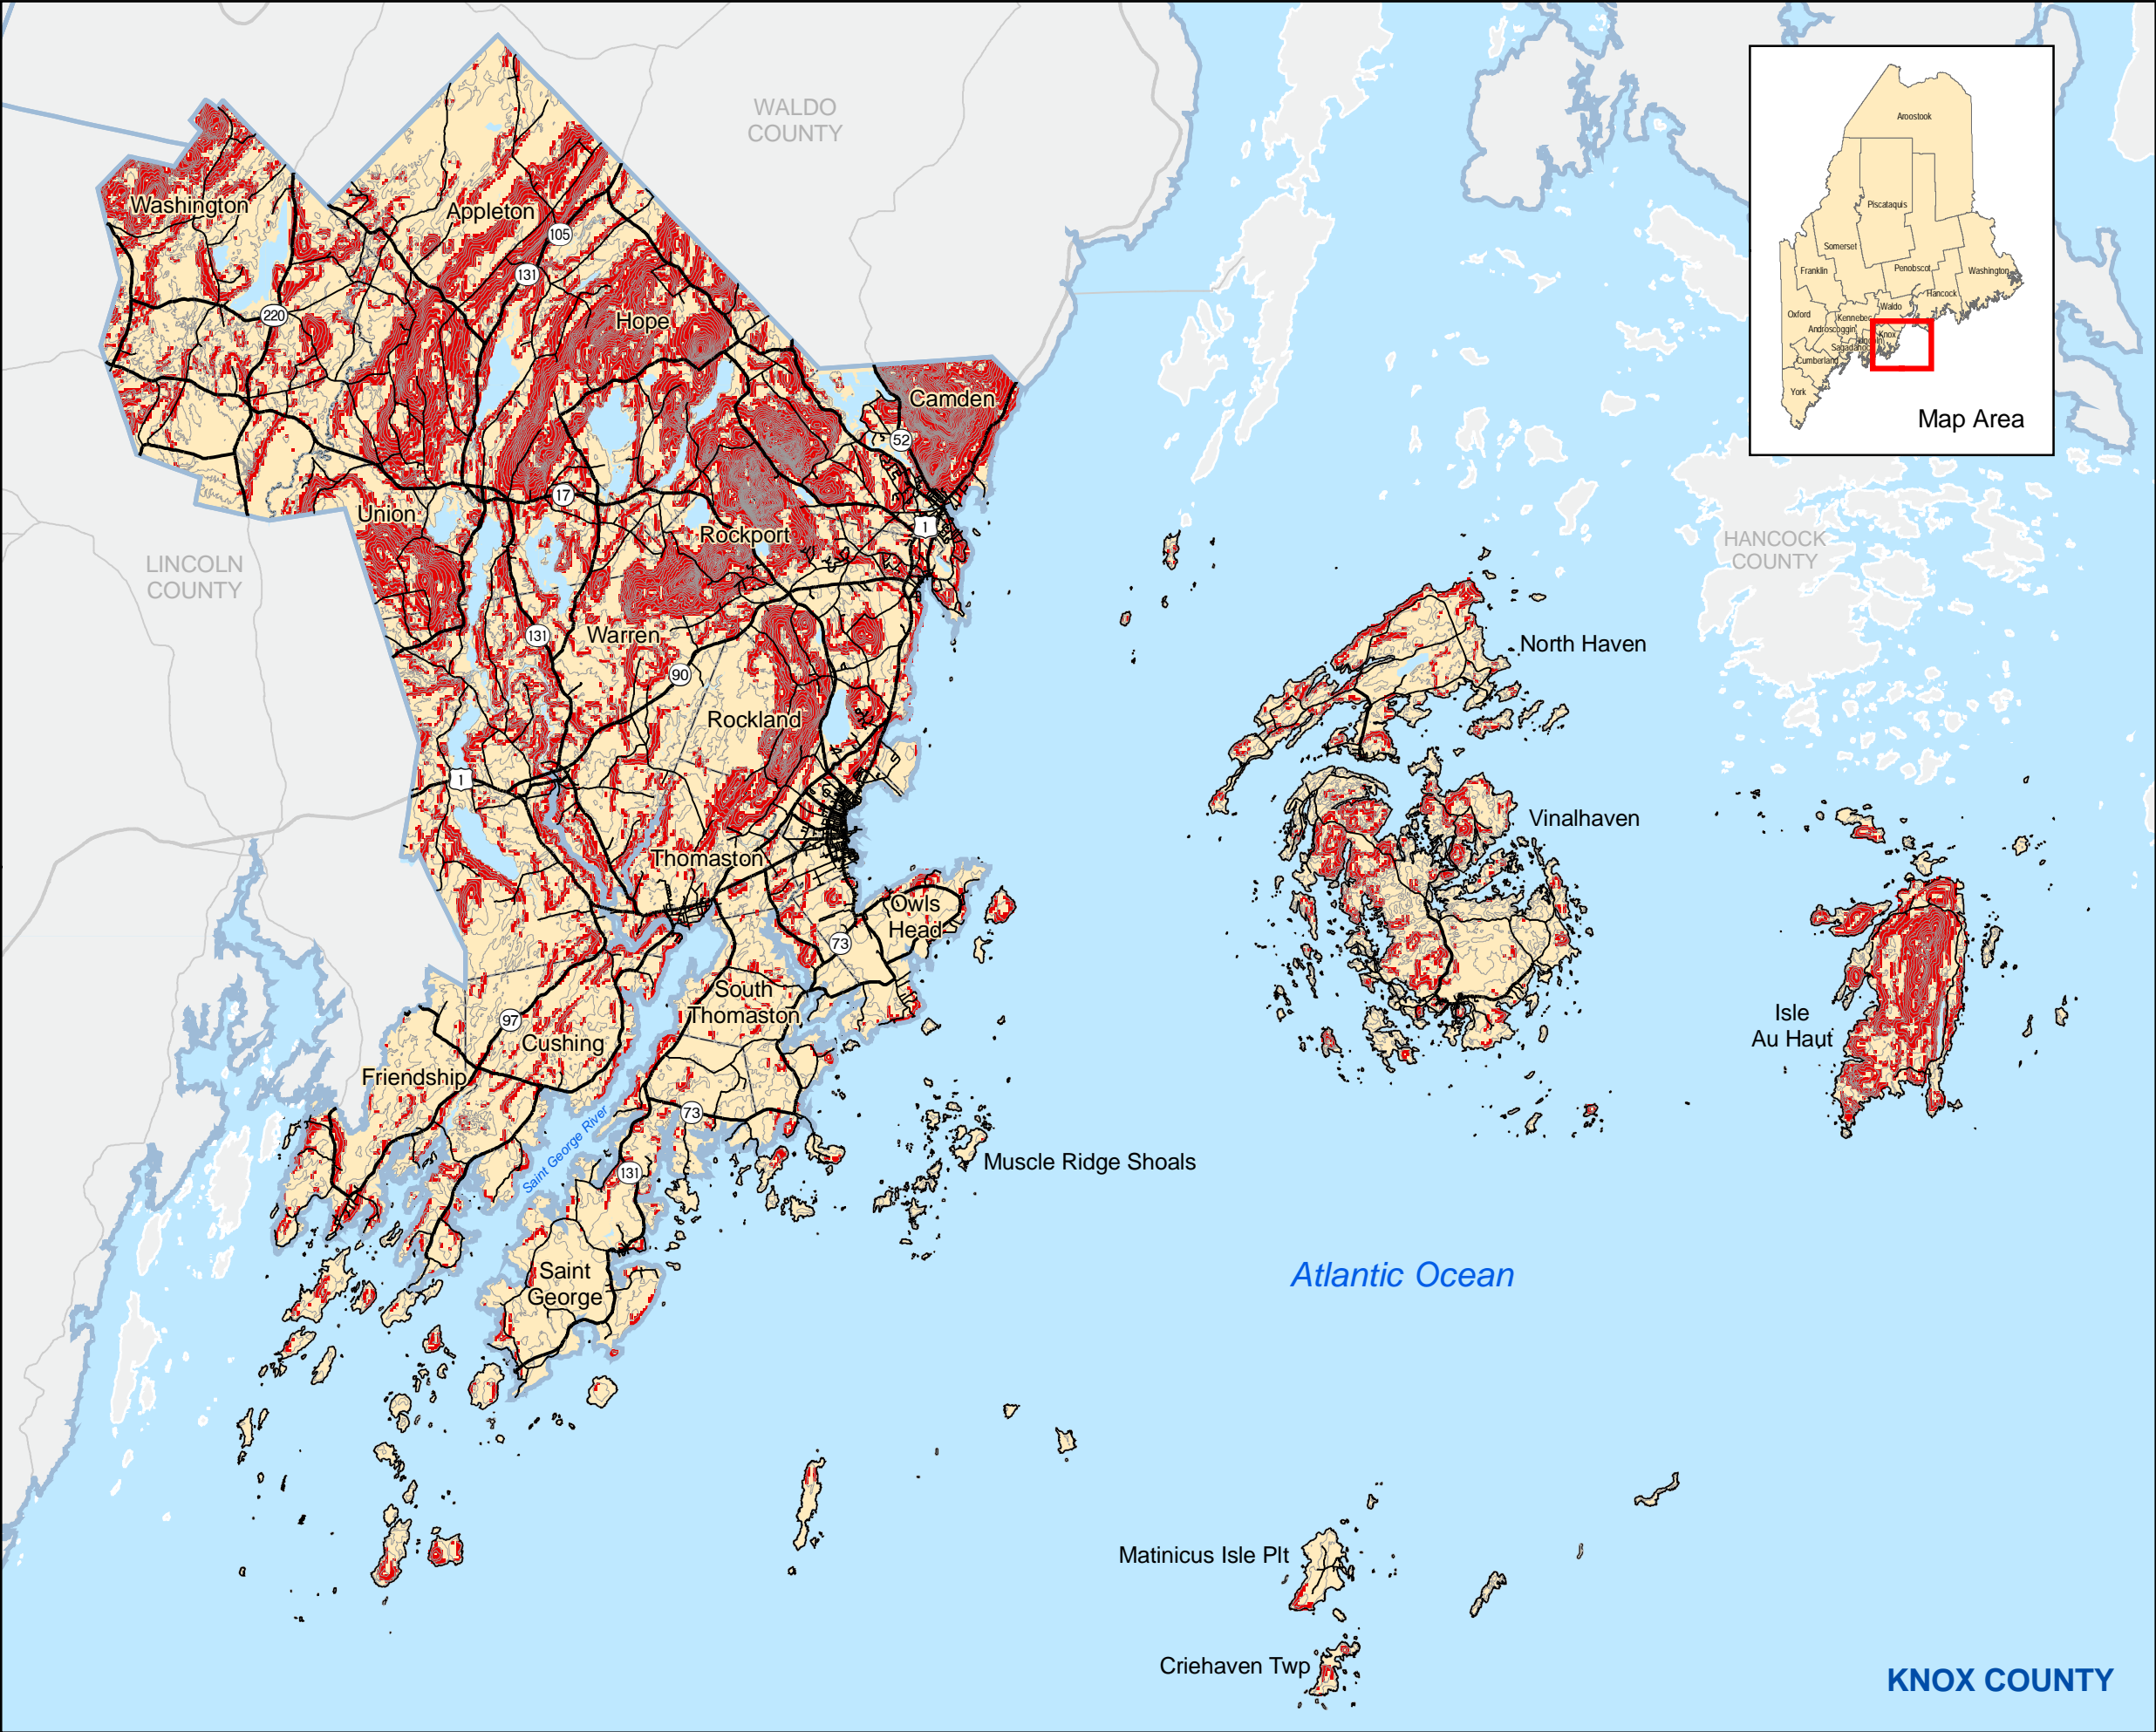 WALDO
COUNTY
Washington
Appleton
105
131
220
Hope
Camden
52
17
Union
1
Rockport
LINCOLN
COUNTY
HANCOCK
COUNTY
131
Warren
North Haven
90
Rockland
1
Vinalhaven
Thomaston
Owls
Head
73
South
Thomaston
97
Cushing
Isle
Au Haut
Friendship
73
Saint George River
131
Muscle Ridge Shoals
Saint
George
Atlantic Ocean
Matinicus Isle Plt
Criehaven Twp
KNOX COUNTY
Aroostook
Piscataquis
Somerset
Franklin
Penobscot
Washington
Hancock
Oxford
Waldo
Kennebec
Androscoggin
Knox
Sagadahoc
Cumberland
York
Map Area